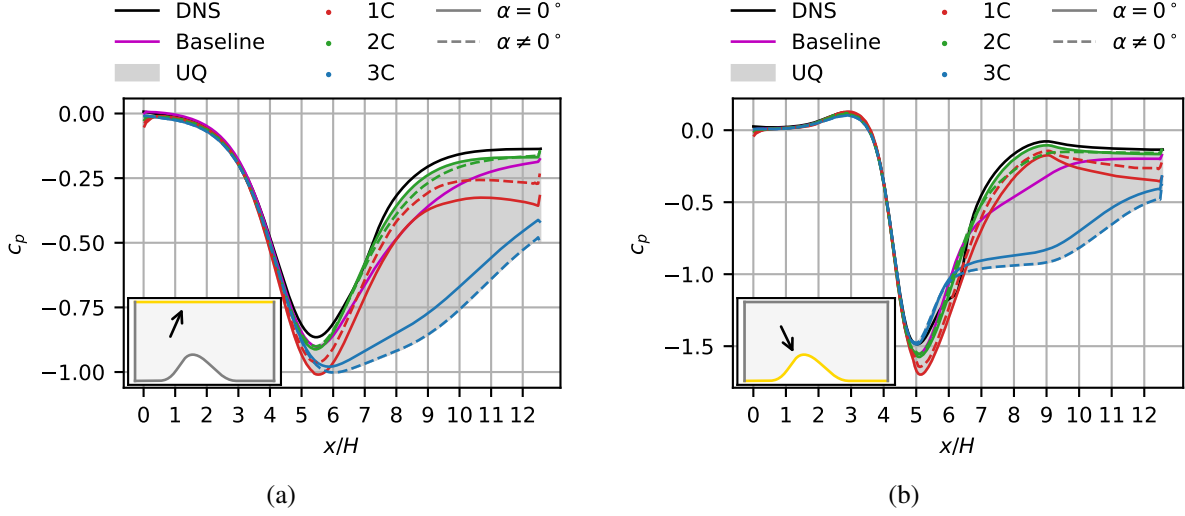 DNS
Baseline
UQ
1C
2C
3C
α = 0°
α ≠ 0°
0.00
−0.25
−0.50
−0.75
−1.00
c_p
0 1 2 3 4 5 6 7 8 9 10 11 12
x/H
(a)
DNS
Baseline
UQ
1C
2C
3C
α = 0°
α ≠ 0°
0.0
−0.5
−1.0
−1.5
c_p
0 1 2 3 4 5 6 7 8 9 10 11 12
x/H
(b)